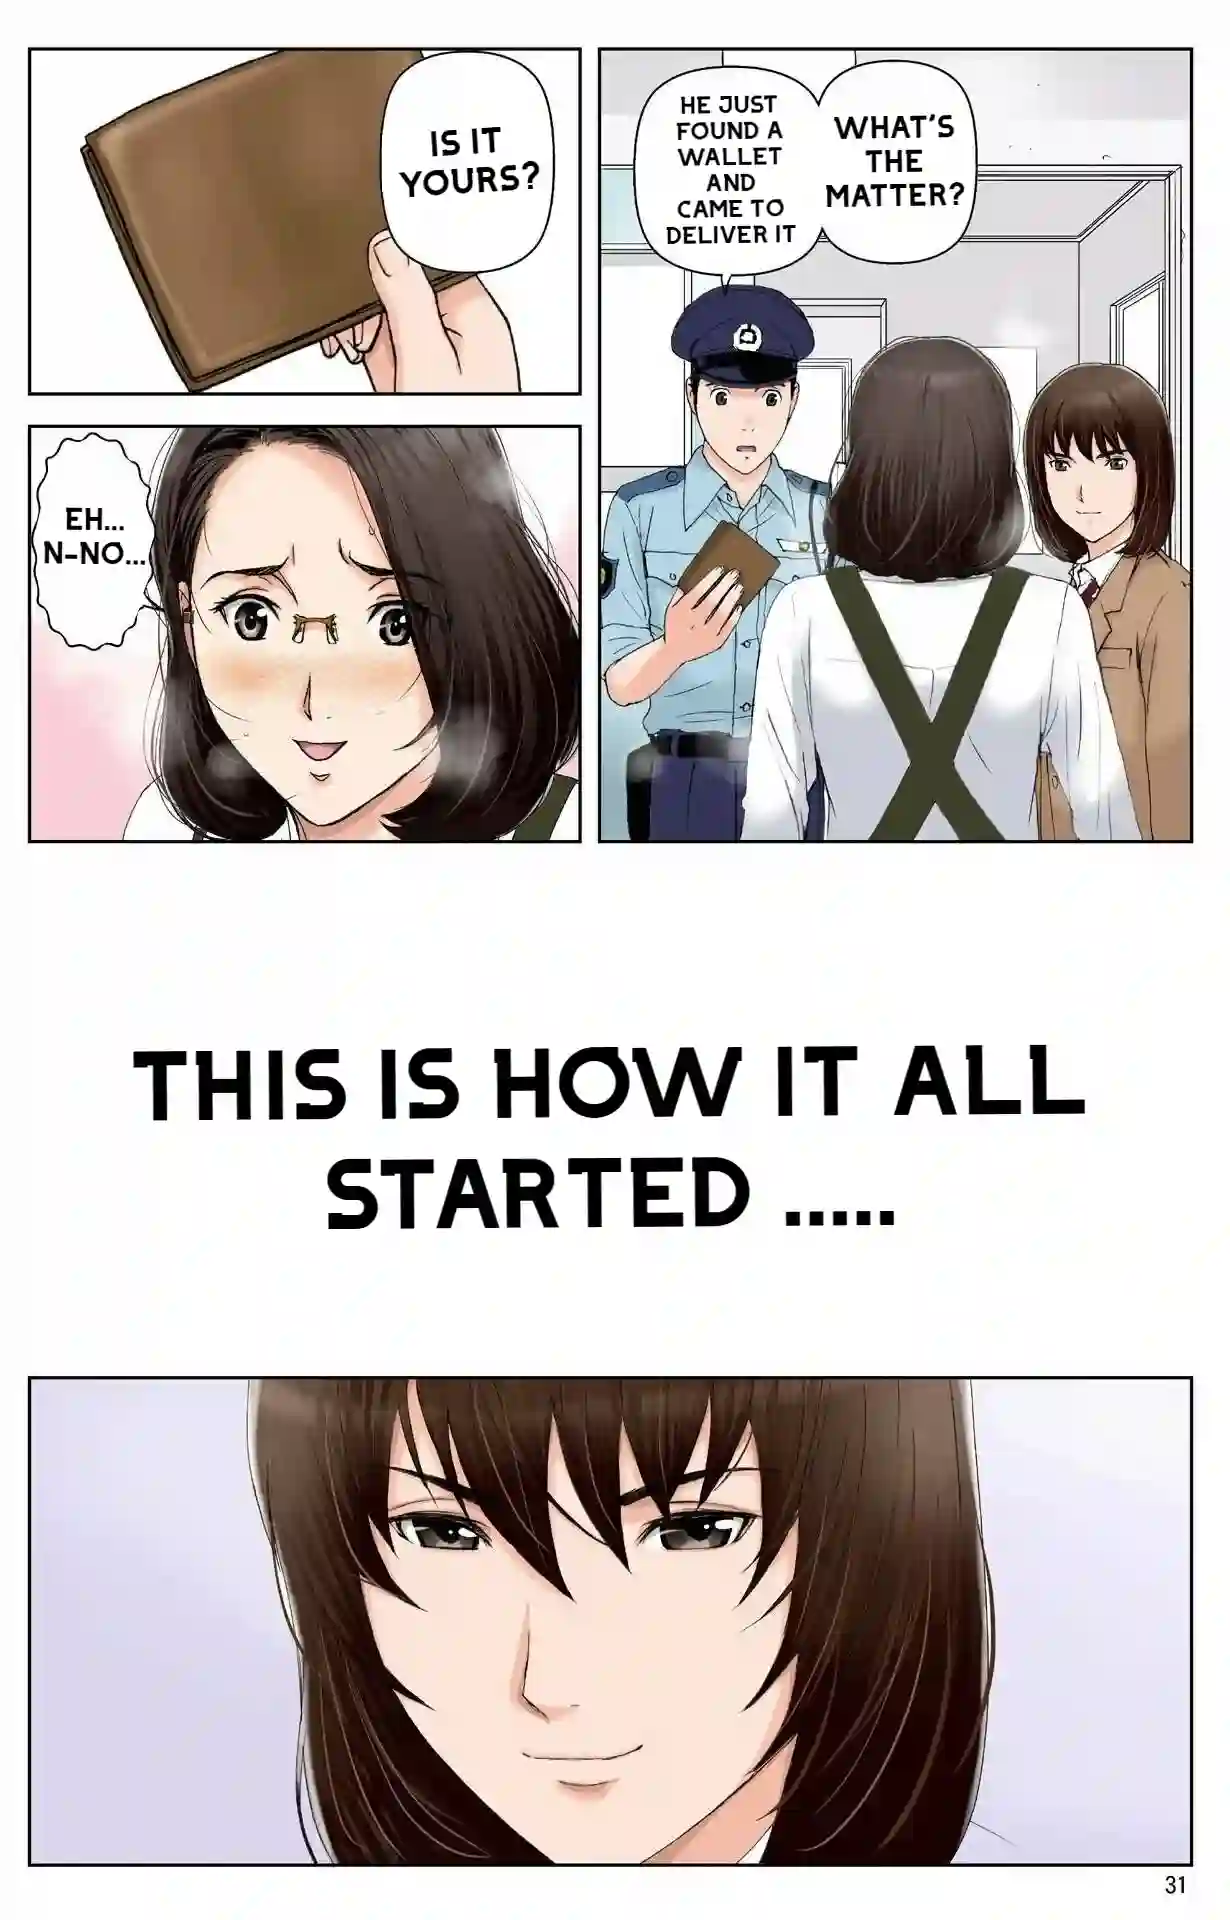 WHAT'S
THE
MATTER?
HE JUST
FOUND A
WALLET
AND
CAME TO
DELIVER IT
IS IT
YOURS?
EH...
N-NO...
THIS IS HOW IT ALL
STARTED .....
31